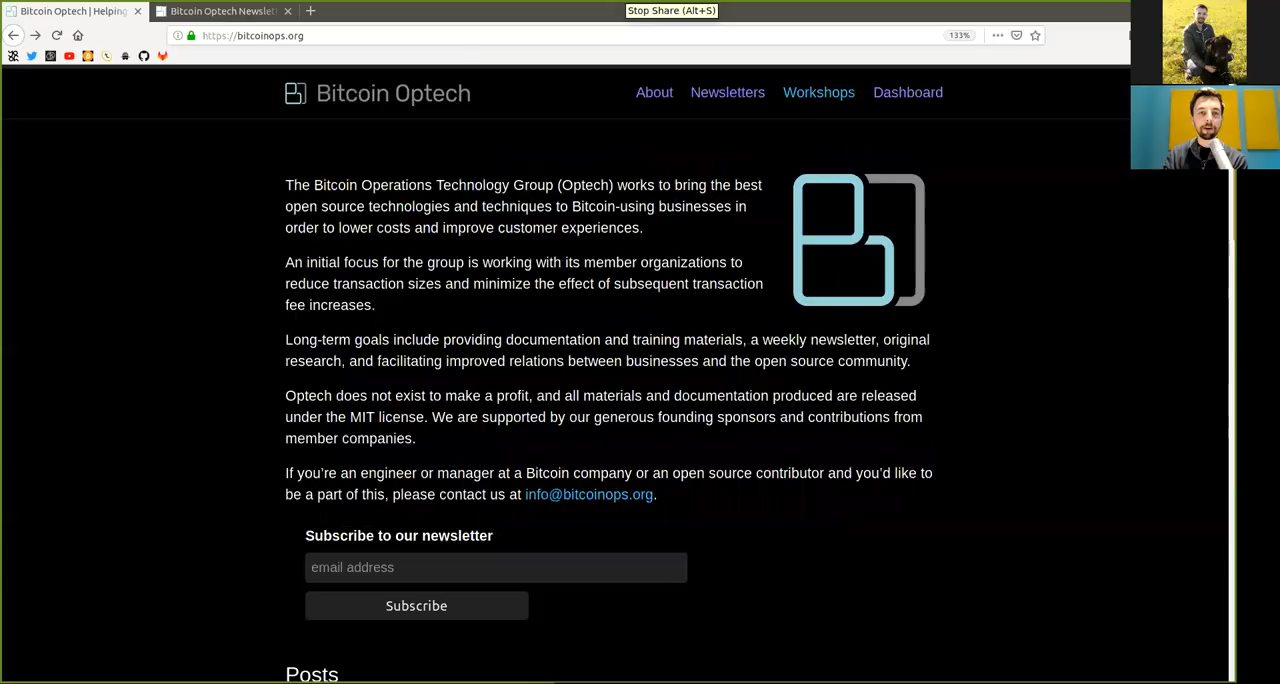 Bitcoin Optech | Helping
Bitcoin Optech Newslet
Stop Share (Alt+S)
https://bitcoinops.org
133%
Bitcoin Optech
About
Newsletters
Workshops
Dashboard
The Bitcoin Operations Technology Group (Optech) works to bring the best
open source technologies and techniques to Bitcoin-using businesses in
order to lower costs and improve customer experiences.
An initial focus for the group is working with its member organizations to
reduce transaction sizes and minimize the effect of subsequent transaction
fee increases.
Long-term goals include providing documentation and training materials, a weekly newsletter, original
research, and facilitating improved relations between businesses and the open source community.
Optech does not exist to make a profit, and all materials and documentation produced are released
under the MIT license. We are supported by our generous founding sponsors and contributions from
member companies.
If you’re an engineer or manager at a Bitcoin company or an open source contributor and you’d like to
be a part of this, please contact us at info@bitcoinops.org.
Subscribe to our newsletter
email address
Subscribe
Posts